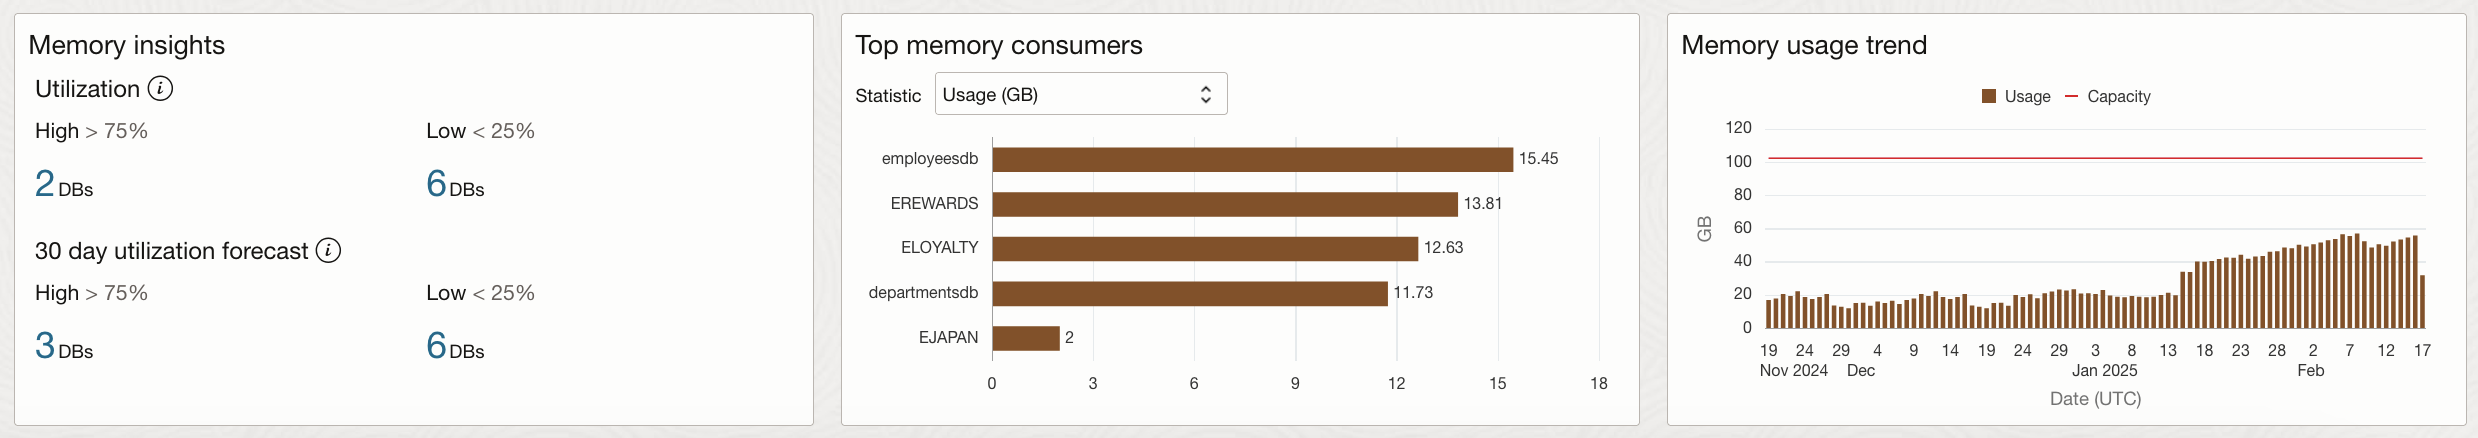 Memory insights
Utilization
High > 75%
Low < 25%
2 DBs
6 DBs
30 day utilization forecast
High > 75%
Low < 25%
3 DBs
6 DBs
Top memory consumers
Statistic
Usage (GB)
employeesdb
15.45
EREWARDS
13.81
ELOYALTY
12.63
departmentsdb
11.73
EJAPAN
2
0 3 6 9 12 15 18
Memory usage trend
Usage
Capacity
120
100
80
60
40
20
0
GB
19 24 29 4 9 14 19 24 29 3 8 13 18 23 28 2 7 12 17
Nov 2024 Dec Jan 2025 Feb
Date (UTC)